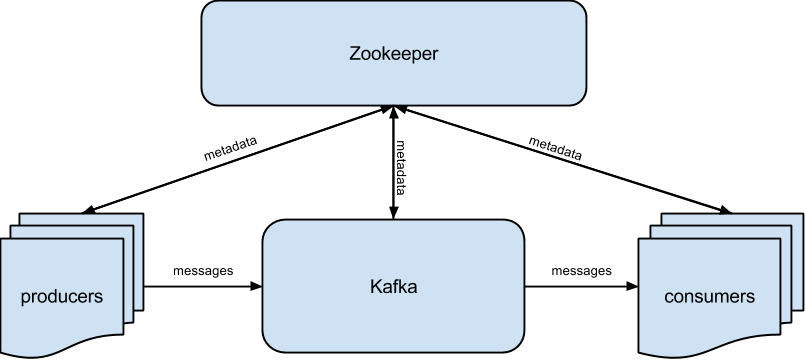 Zookeeper
metadata
metadata
metadata
producers
messages
Kafka
messages
consumers